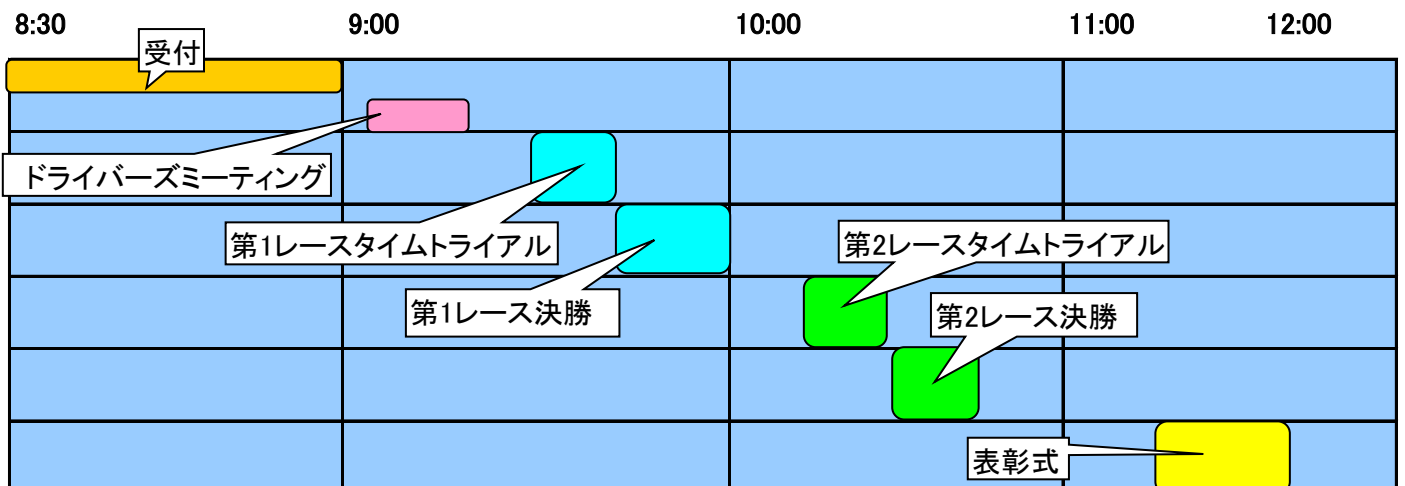 8:30 9:00 10:00 11:00 12:00
受付
ドライバーズミーティング
第1レースタイムトライアル
第2レースタイムトライアル
第1レース決勝
第2レース決勝
表彰式